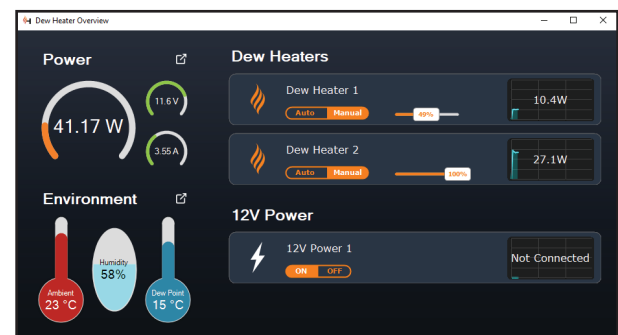 Dew Heater Overview
Power
41.17 W
11.6 V
3.55 A
Environment
Ambient
23 °C
Humidity
58%
Dew Point
15 °C
Dew Heaters
Dew Heater 1
Auto Manual
49%
10.4W
Dew Heater 2
Auto Manual
100%
27.1W
12V Power
12V Power 1
ON OFF
Not Connected